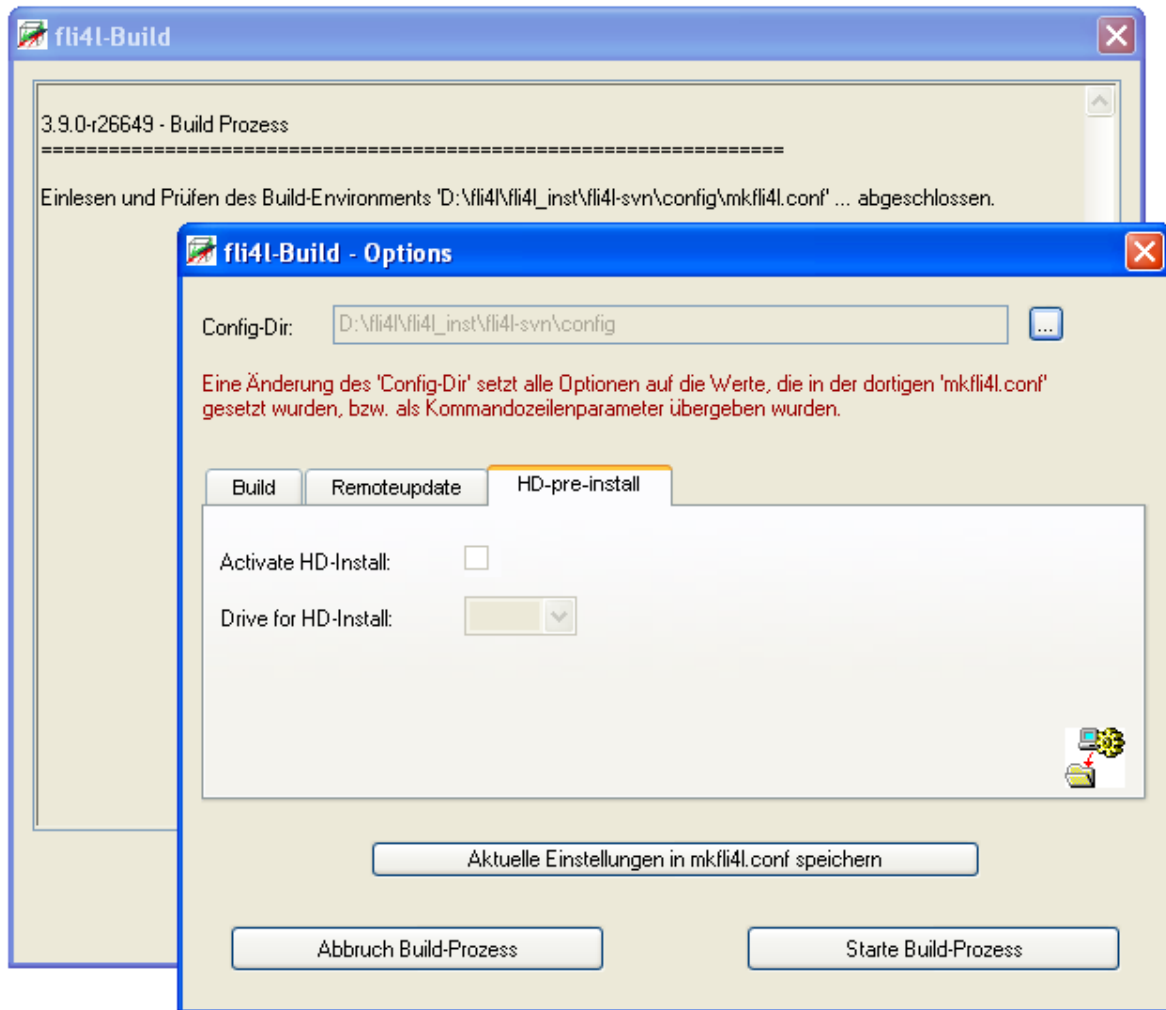 fli4l-Build
3.9.0-r26649 - Build Prozess
==================================================================
Einlesen und Prüfen des Build-Environments 'D:\fli4l\fli4l_inst\fli4l-svn\config\mkfli4l.conf' ... abgeschlossen.
fli4l-Build - Options
Config-Dir: D:\fli4l\fli4l_inst\fli4l-svn\config ...
Eine Änderung des 'Config-Dir' setzt alle Optionen auf die Werte, die in der dortigen 'mkfli4l.conf'
gesetzt wurden, bzw. als Kommandozeilenparameter übergeben wurden.
Build Remoteupdate HD-pre-install
Activate HD-Install:
Drive for HD-Install:
Aktuelle Einstellungen in mkfli4l.conf speichern
Abbruch Build-Prozess Starte Build-Prozess